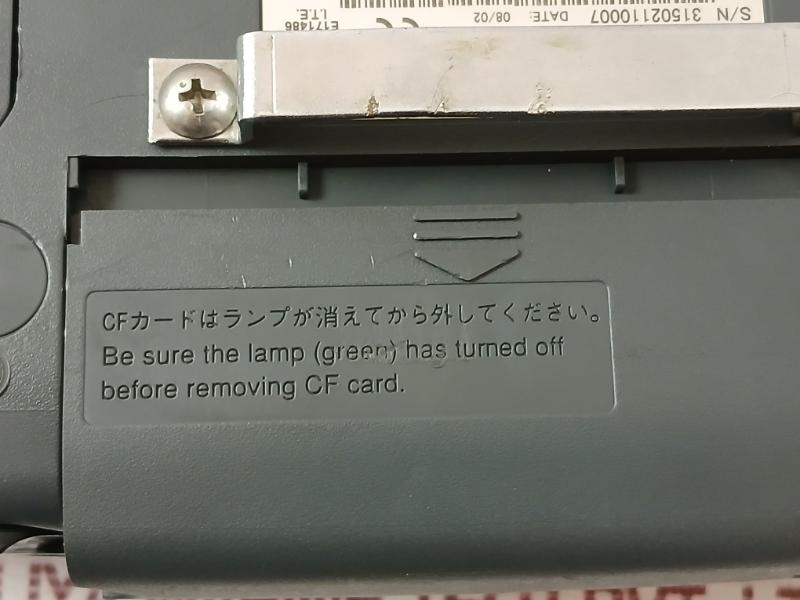 S/N 31502110007 DATE: 08/02 I.T.E.
E171486
CFカードはランプが消えてから外してください。
Be sure the lamp (green) has turned off
before removing CF card.